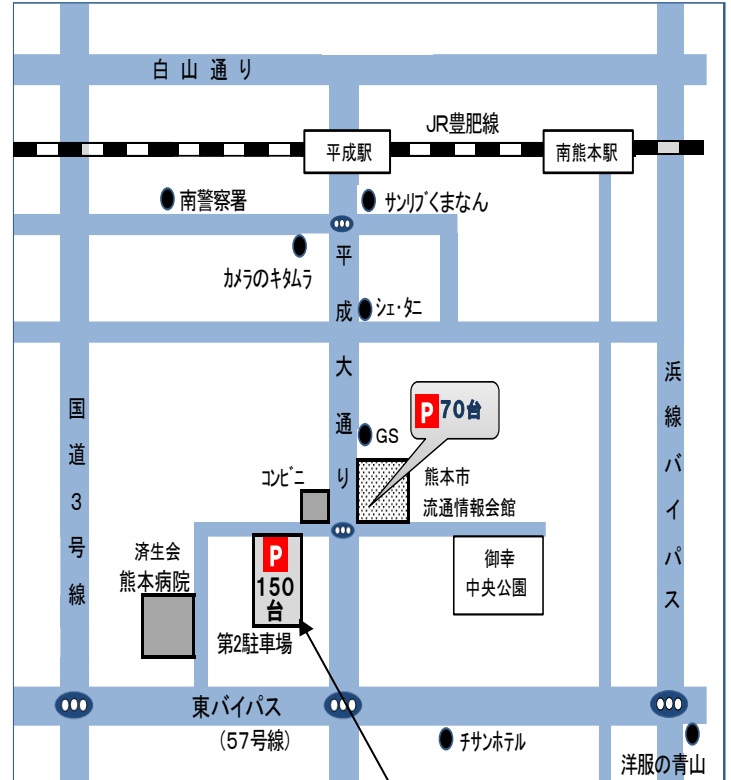 白山通り
JR豊肥線
平成駅
南熊本駅
南警察署
サンリブくまなん
カメラのキタムラ
平成大通り
シェ・タニ
国道3号線
浜線バイパス
P 70台
GS
コンビニ
熊本市
流通情報会館
済生会
熊本病院
P
150
台
第2駐車場
御幸
中央公園
東バイパス
(57号線)
チサンホテル
洋服の青山